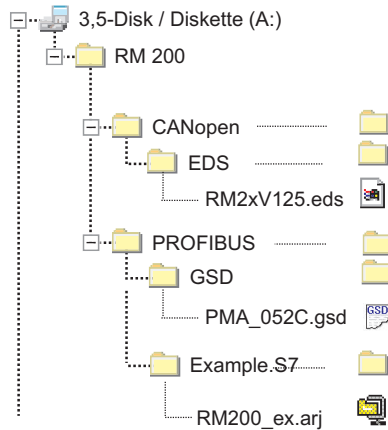 3,5-Disk / Diskette (A:)
RM 200
CANopen
EDS
RM2xV125.eds
PROFIBUS
GSD
PMA_052C.gsd
GSD
Example.S7
RM200_ex.arj